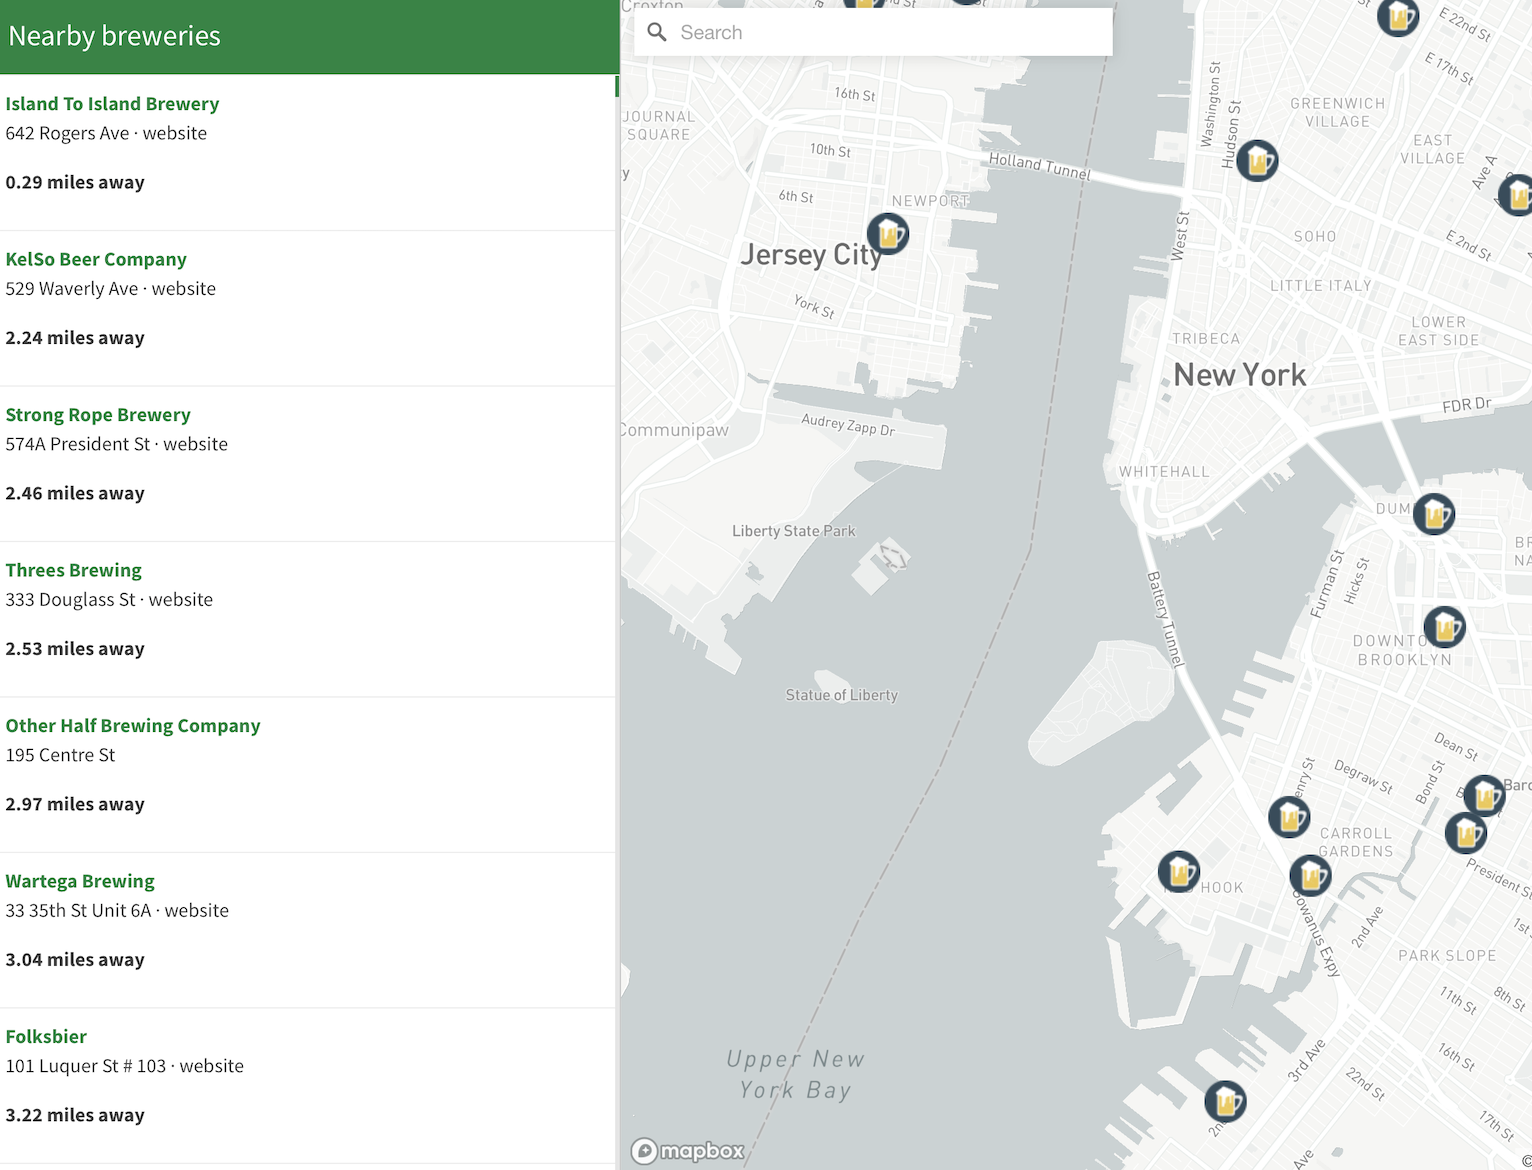 Nearby breweries
Island To Island Brewery
642 Rogers Ave · website
0.29 miles away
KelSo Beer Company
529 Waverly Ave · website
2.24 miles away
Strong Rope Brewery
574A President St · website
2.46 miles away
Threes Brewing
333 Douglass St · website
2.53 miles away
Other Half Brewing Company
195 Centre St
2.97 miles away
Wartega Brewing
33 35th St Unit 6A · website
3.04 miles away
Folksbier
101 Luquer St # 103 · website
3.22 miles away
Search
JOURNAL
SQUARE
16th St
10th St
6th St
NEWPORT
Jersey City
York St
Holland Tunnel
Washington St
Hudson St
West St
GREENWICH
VILLAGE
E 22nd St
E 17th St
EAST
VILLAGE
Ave A
E 2nd St
SOHO
LITTLE ITALY
LOWER
EAST SIDE
TRIBECA
New York
FDR Dr
WHITEHALL
Communipaw
Audrey Zapp Dr
Liberty State Park
Statue of Liberty
Battery Tunnel
DUM
Furman St
Hicks St
DOWNTO
BROOKLYN
Dean St
Degraw St
Bond St
enry St
Barc
CARROLL
GARDENS
HOOK
President St
Gowanus Expy
2nd Ave
1st
PARK SLOPE
11th St
8th St
16th St
3rd Ave
22nd St
17th St
2nd
Ave
Upper New
York Bay
mapbox